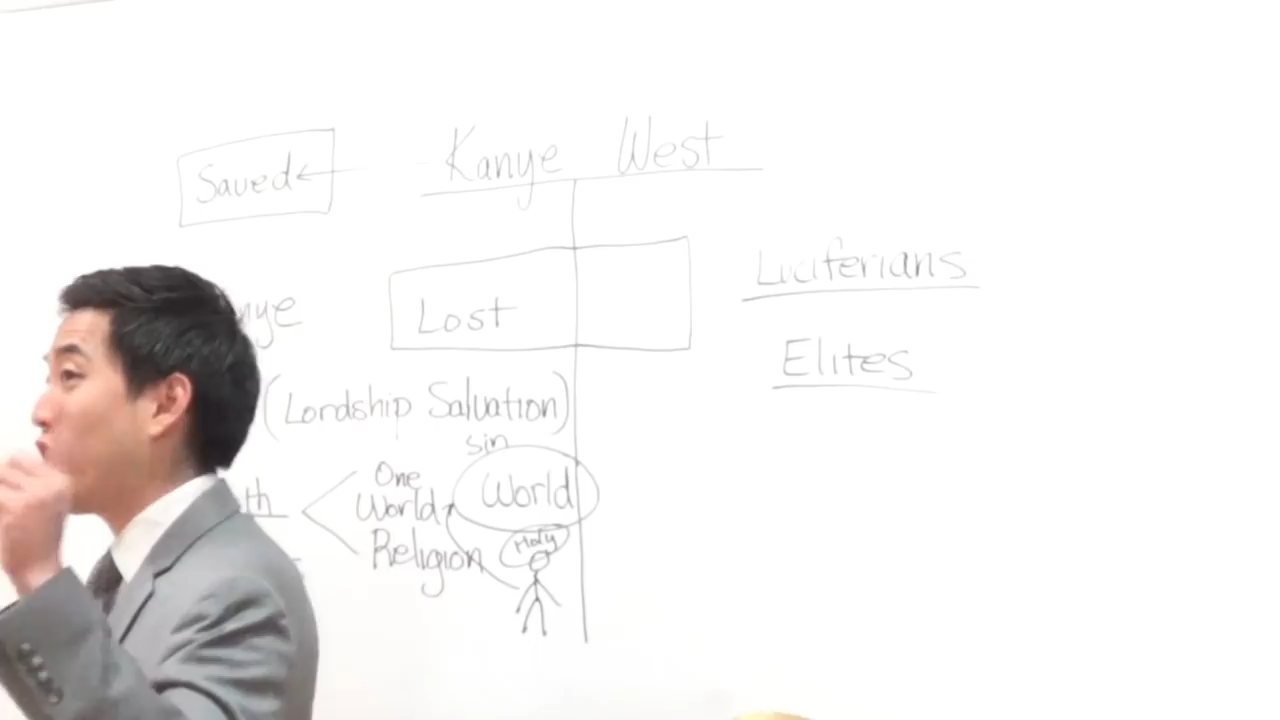 Kanye West
Saved
Luciferians
Lost
Elites
(Lordship Salvation)
sin
One
World
World
Religion
Holy